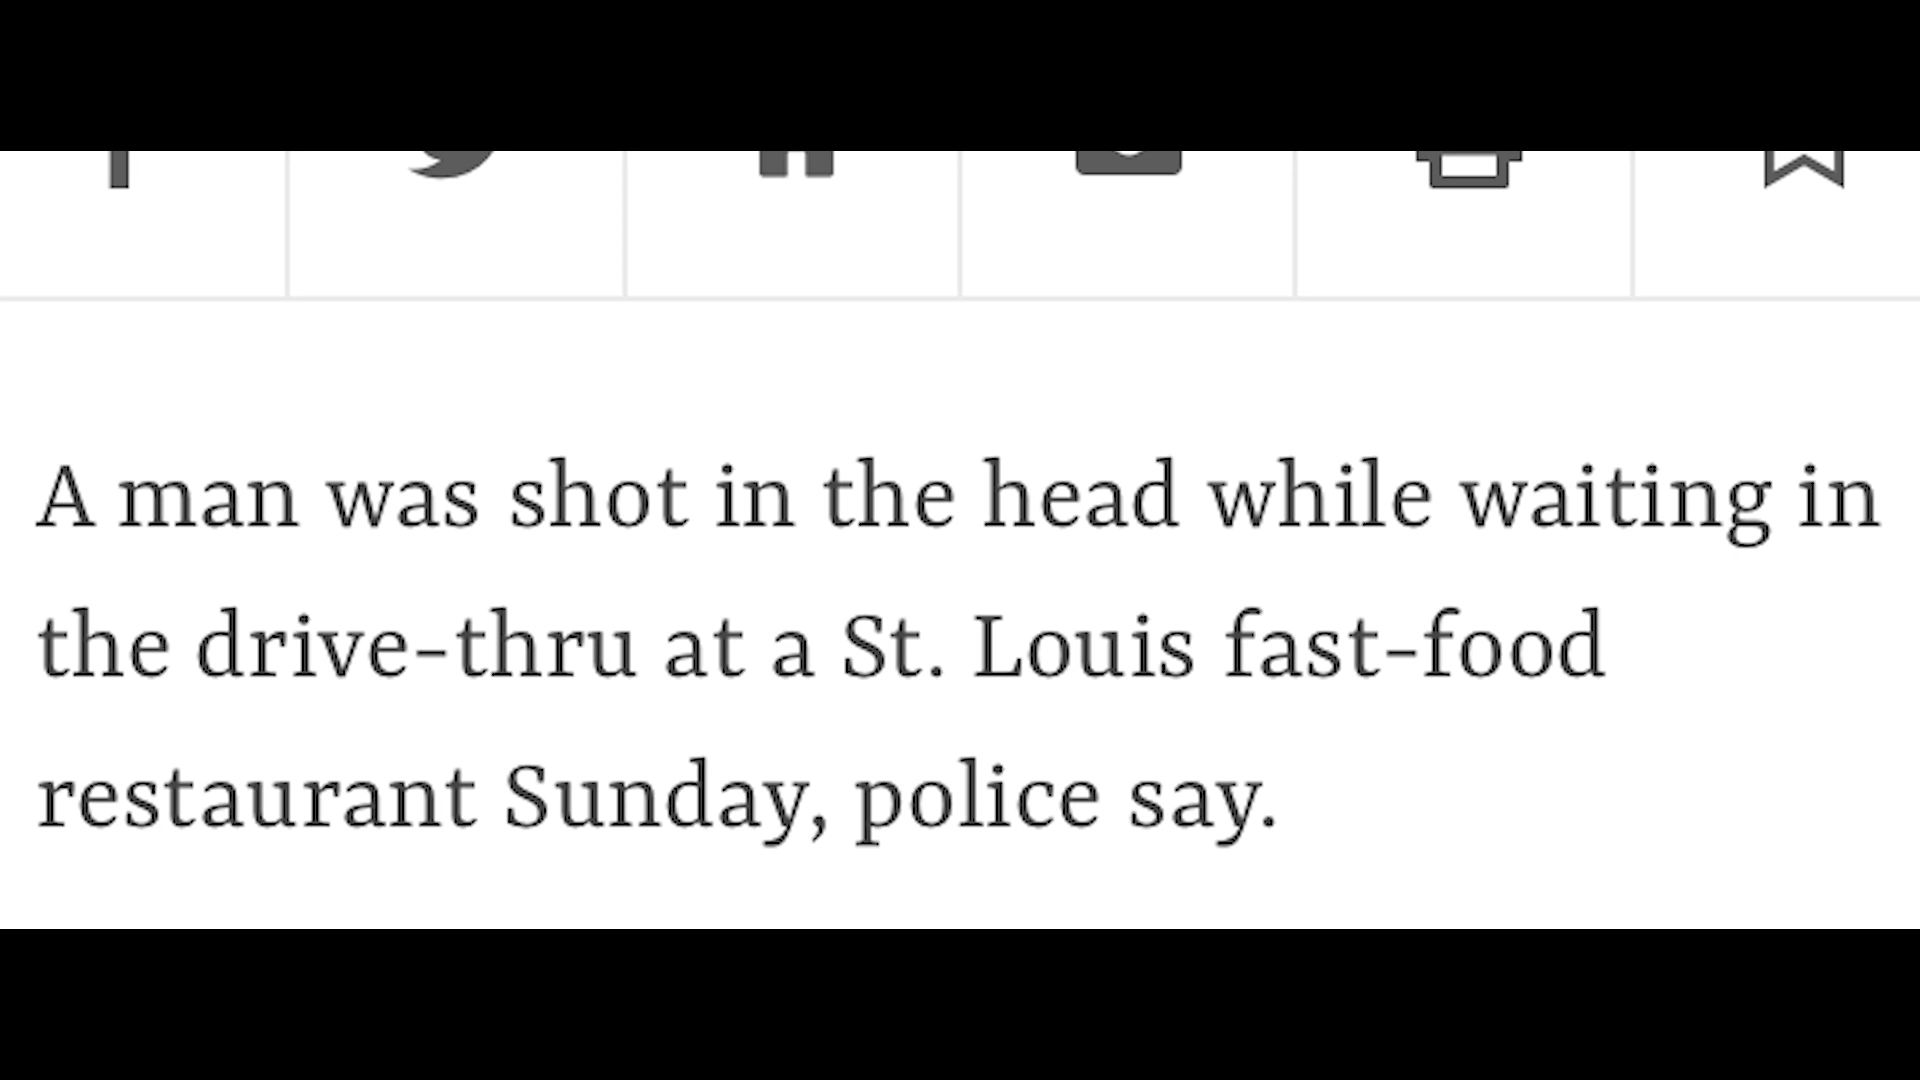 A man was shot in the head while waiting in
the drive-thru at a St. Louis fast-food
restaurant Sunday, police say.